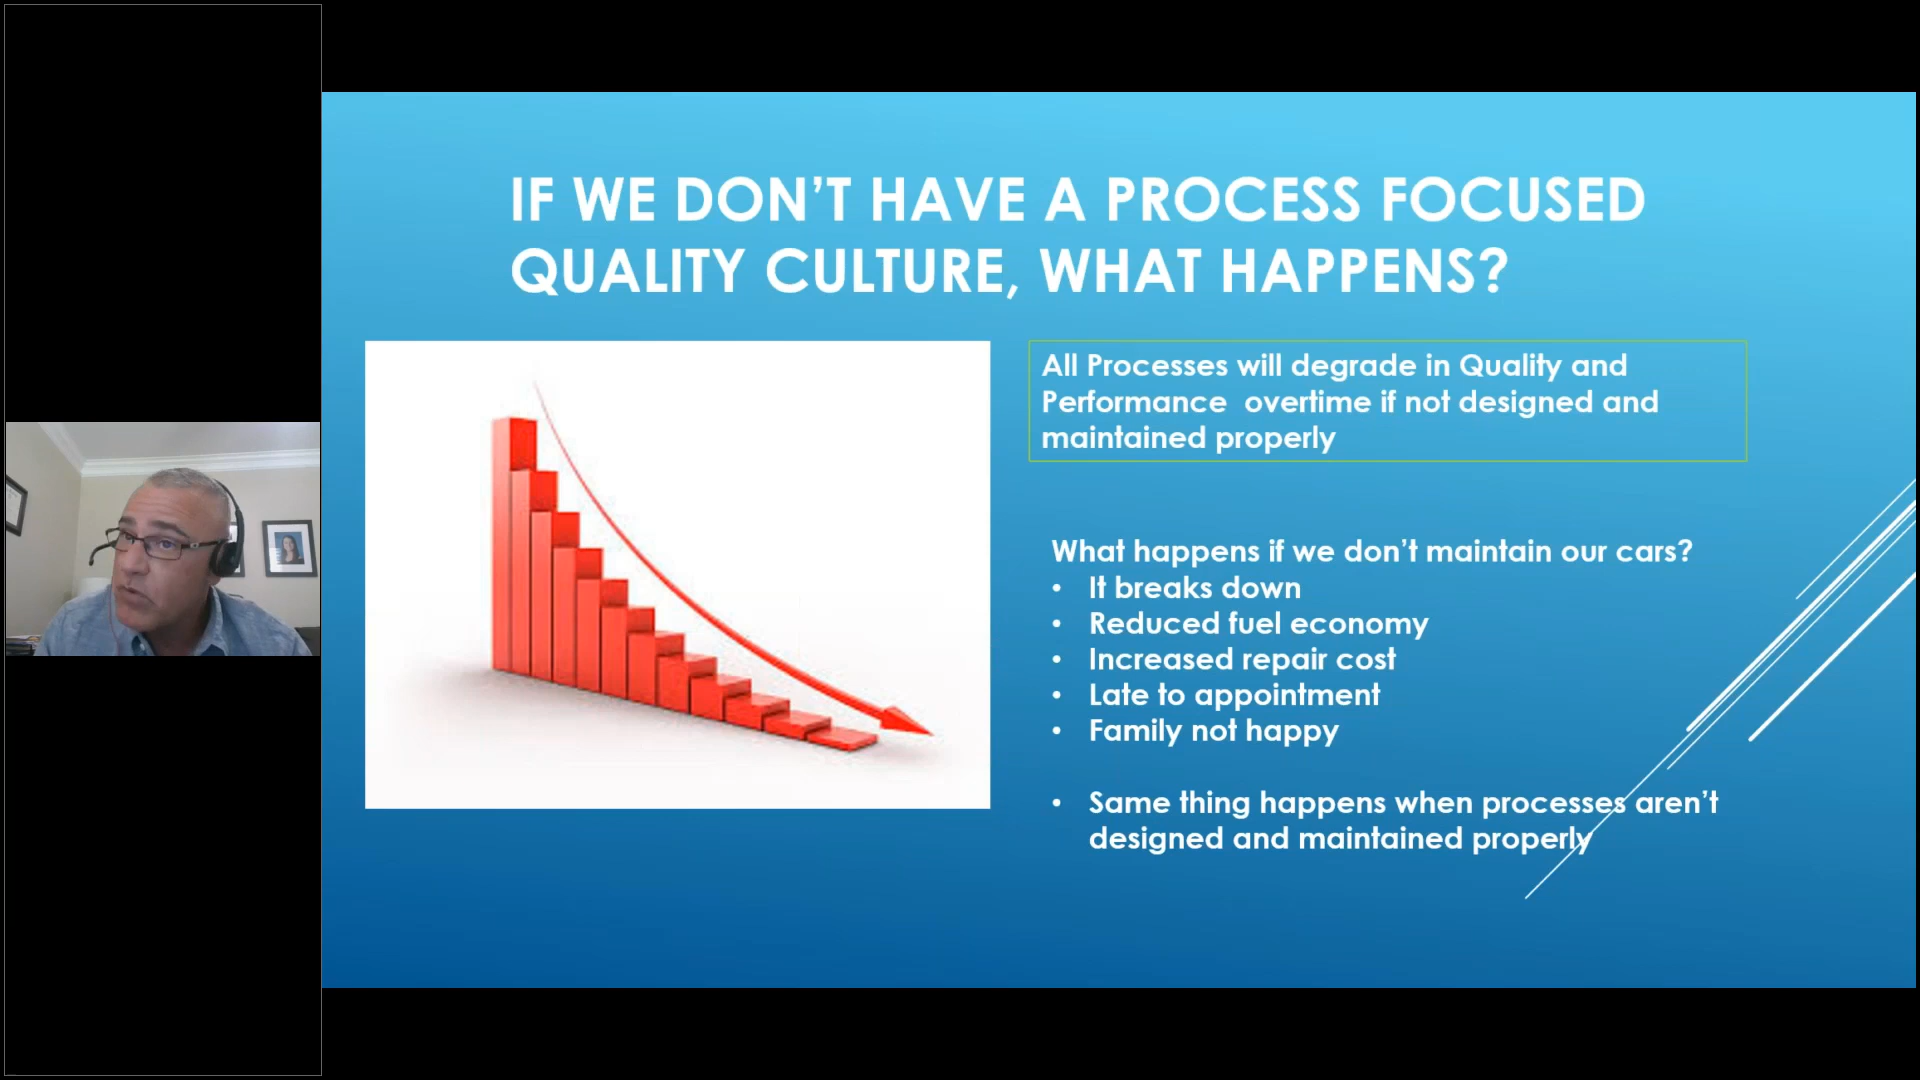 IF WE DON’T HAVE A PROCESS FOCUSED
QUALITY CULTURE, WHAT HAPPENS?
All Processes will degrade in Quality and
Performance  overtime if not designed and
maintained properly
What happens if we don’t maintain our cars?
• It breaks down
• Reduced fuel economy
• Increased repair cost
• Late to appointment
• Family not happy
• Same thing happens when processes aren’t
designed and maintained properly